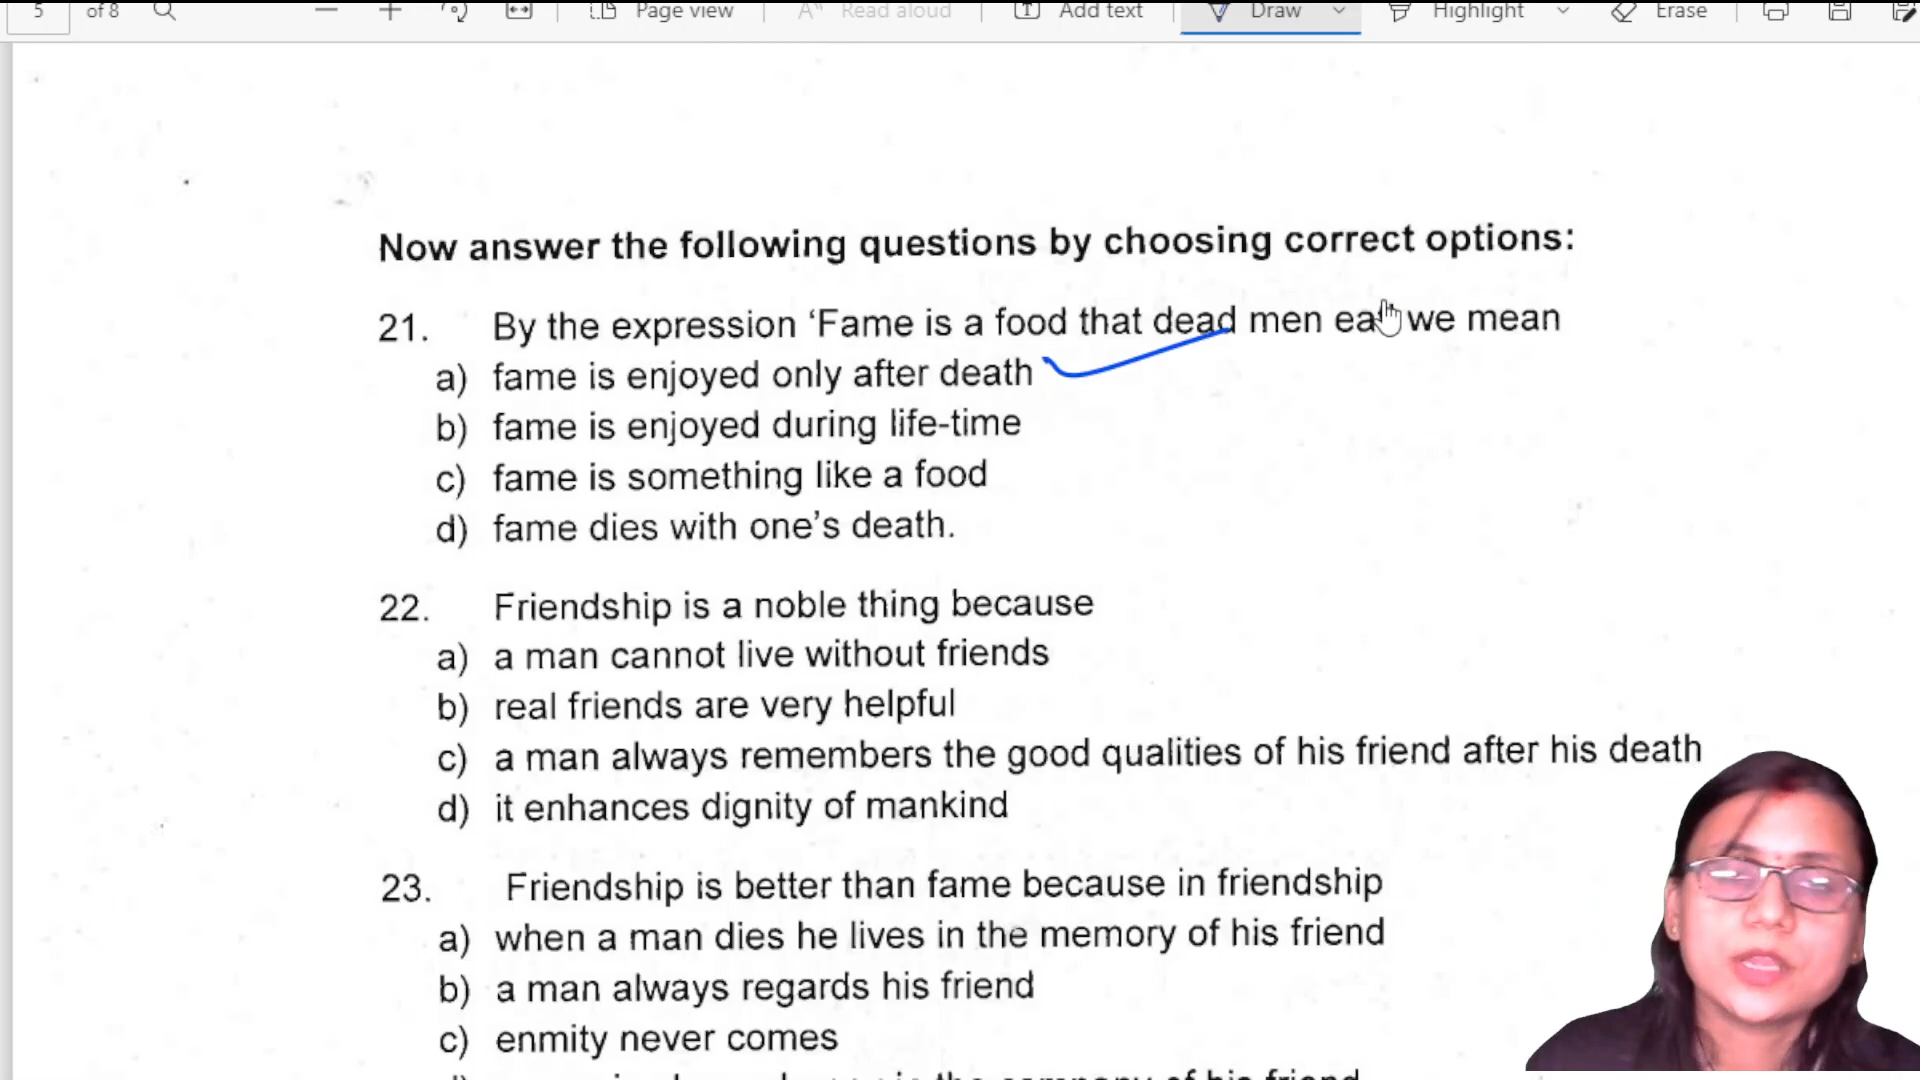 5 of 8 Page view Read aloud Add text Draw Highlight Erase
Now answer the following questions by choosing correct options:
21. By the expression ‘Fame is a food that dead men ea we mean
a) fame is enjoyed only after death
b) fame is enjoyed during life-time
c) fame is something like a food
d) fame dies with one’s death.
22. Friendship is a noble thing because
a) a man cannot live without friends
b) real friends are very helpful
c) a man always remembers the good qualities of his friend after his death
d) it enhances dignity of mankind
23. Friendship is better than fame because in friendship
a) when a man dies he lives in the memory of his friend
b) a man always regards his friend
c) enmity never comes
the company of his friend